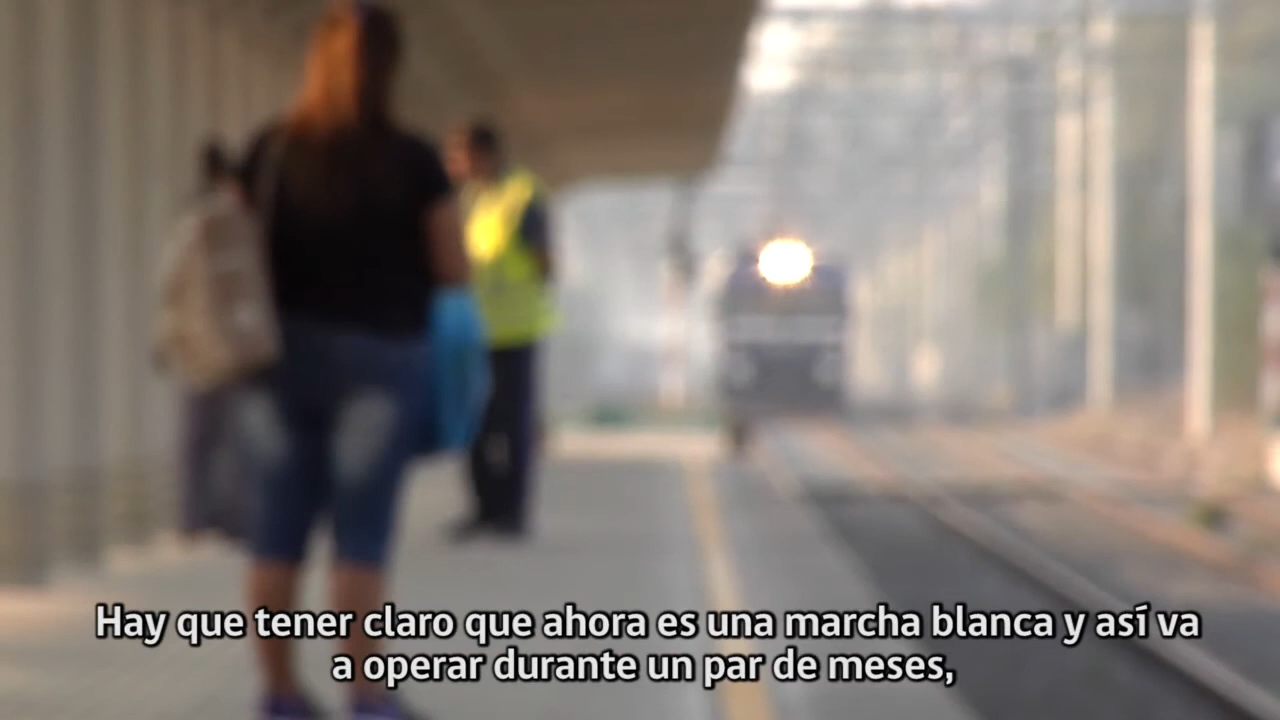 Hay que tener claro que ahora es una marcha blanca y así va
a operar durante un par de meses,